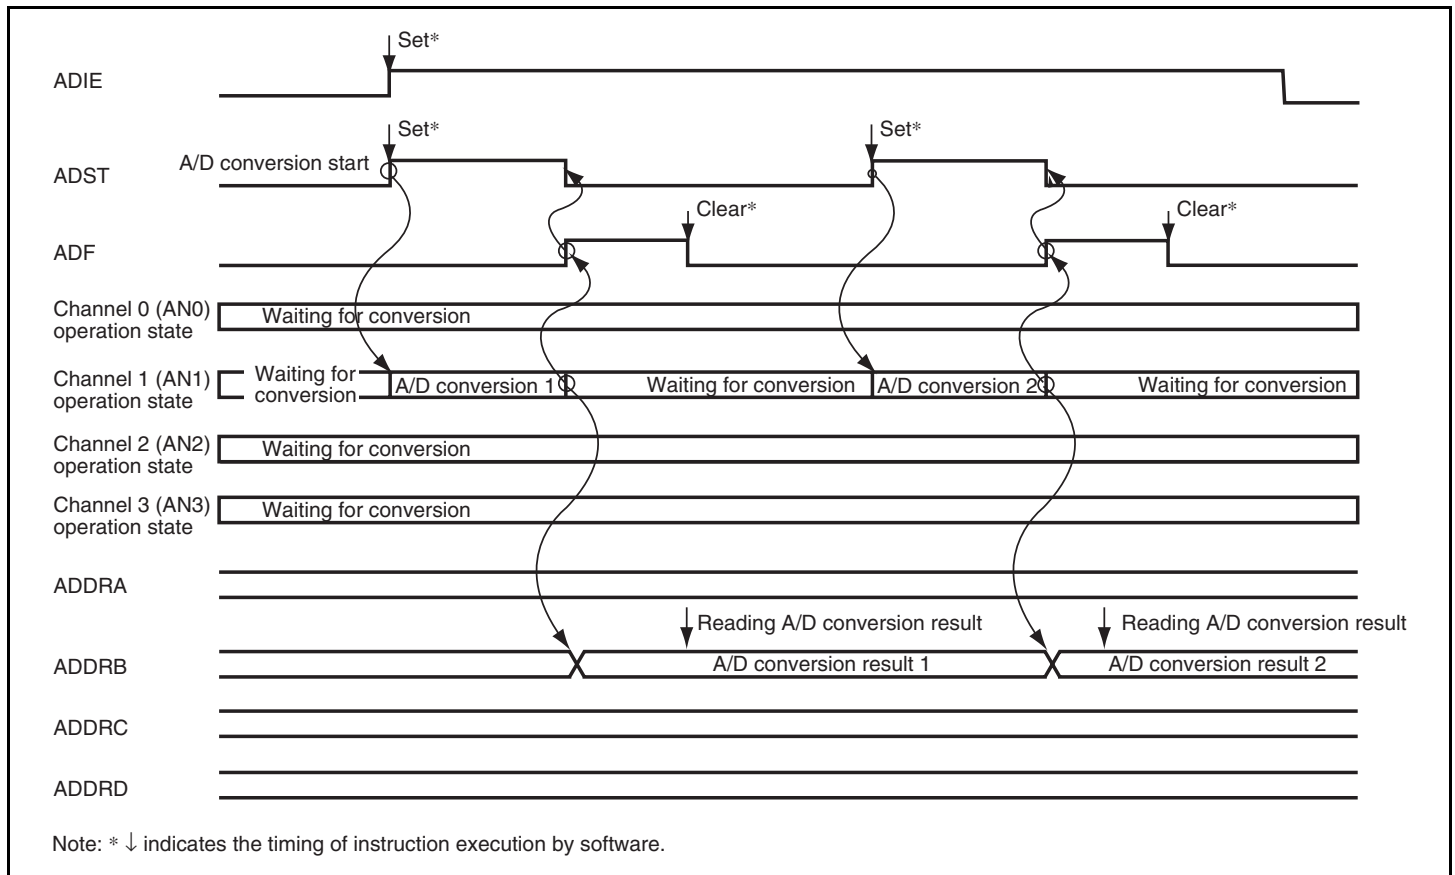 Set*
ADIE
Set*
Set*
A/D conversion start
ADST
Clear*
Clear*
ADF
Channel 0 (AN0)
operation state
Waiting for conversion
Channel 1 (AN1)
operation state
Waiting for
conversion
A/D conversion 1
Waiting for conversion
A/D conversion 2
Waiting for conversion
Channel 2 (AN2)
operation state
Waiting for conversion
Channel 3 (AN3)
operation state
Waiting for conversion
ADDRA
Reading A/D conversion result
Reading A/D conversion result
ADDRB
A/D conversion result 1
A/D conversion result 2
ADDRC
ADDRD
Note: * ↓ indicates the timing of instruction execution by software.